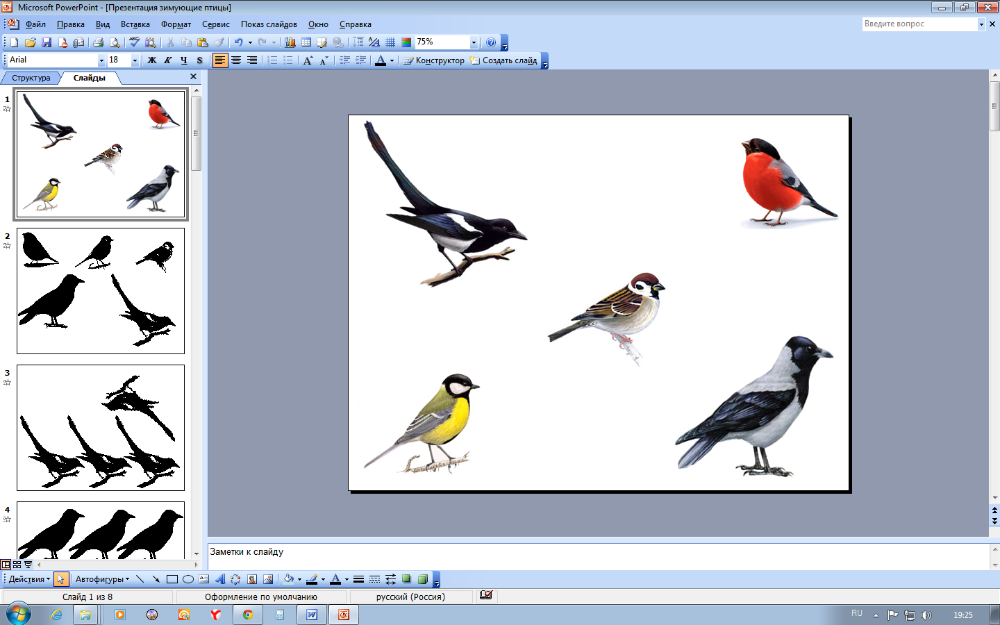 Microsoft PowerPoint - [Презентация зимующие птицы]
Файл Правка Вид Вставка Формат Сервис Показ слайдов Окно Справка Введите вопрос
75%
Arial 18 Ж К Ч S Конструктор Создать слайд
Структура Слайды
1
2
3
4
Заметки к слайду
Действия Автофигуры
Слайд 1 из 8 Оформление по умолчанию русский (Россия)
RU 19:25